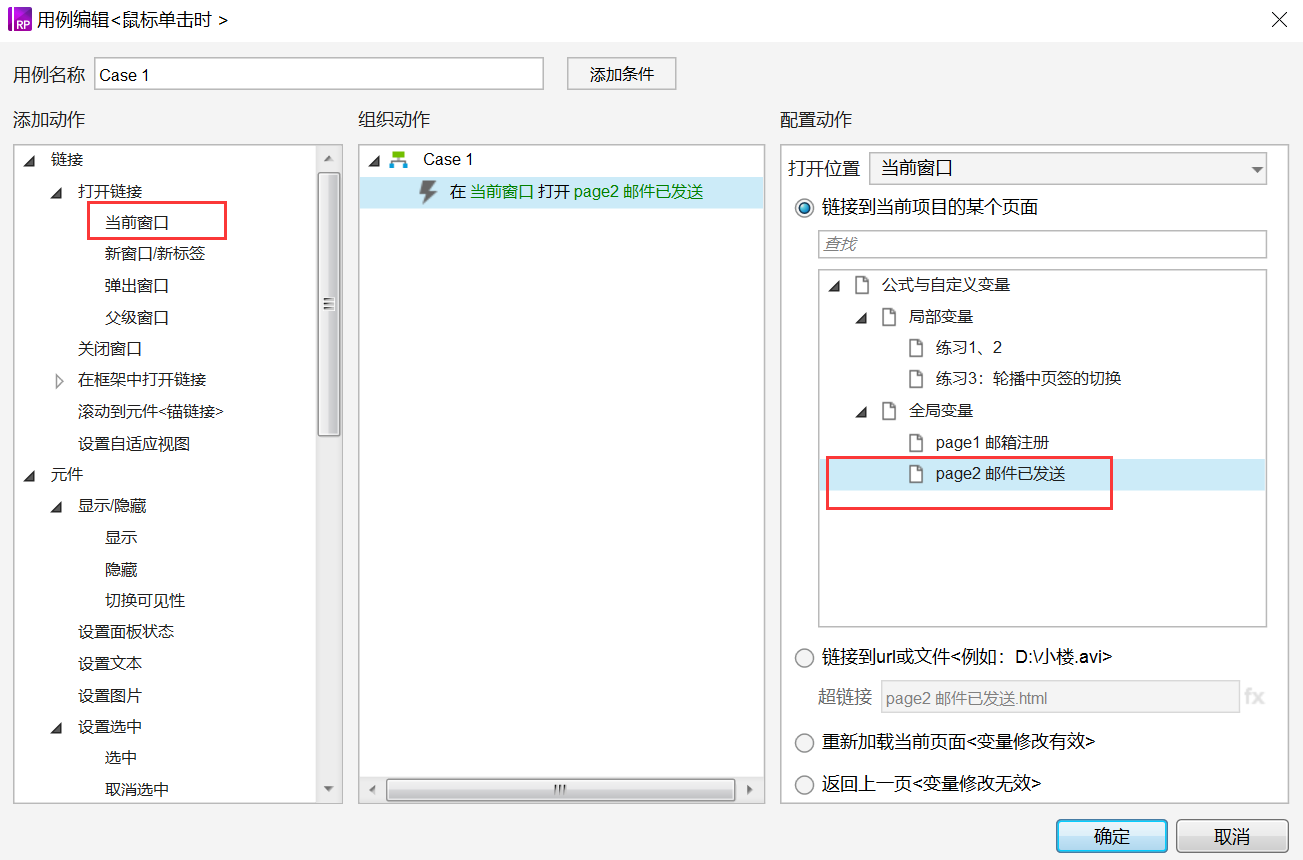 RP 用例编辑<鼠标单击时 >
用例名称 Case 1 添加条件
添加动作
链接
打开链接
当前窗口
新窗口/新标签
弹出窗口
父级窗口
关闭窗口
在框架中打开链接
滚动到元件<锚链接>
设置自适应视图
元件
显示/隐藏
显示
隐藏
切换可见性
设置面板状态
设置文本
设置图片
设置选中
选中
取消选中
组织动作
Case 1
在 当前窗口 打开 page2 邮件已发送
配置动作
打开位置 当前窗口
链接到当前项目的某个页面
查找
公式与自定义变量
局部变量
练习1、2
练习3：轮播中页签的切换
全局变量
page1 邮箱注册
page2 邮件已发送
链接到url或文件<例如：D:\小楼.avi>
超链接 page2 邮件已发送.html fx
重新加载当前页面<变量修改有效>
返回上一页<变量修改无效>
确定 取消